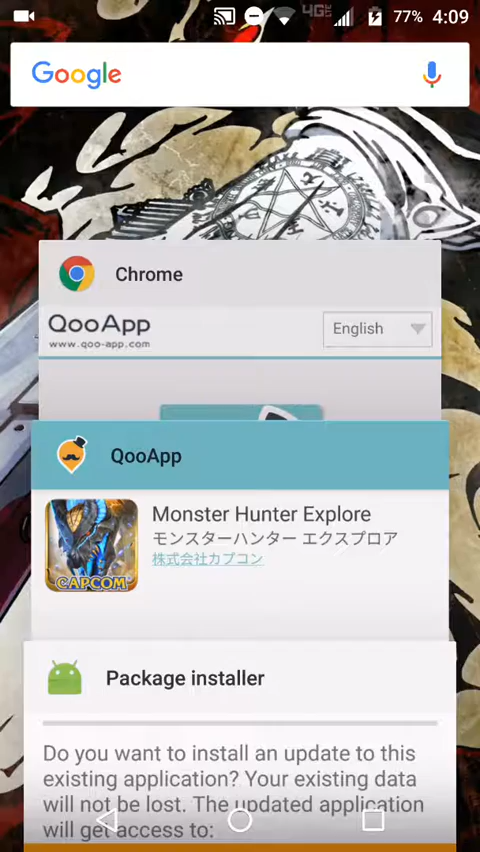 4G LTE
77% 4:09
Google
Chrome
QooApp
www.qoo-app.com
English
QooApp
Monster Hunter Explore
モンスターハンター エクスプロア
株式会社カプコン
CAPCOM
Package installer
Do you want to install an update to this
existing application? Your existing data
will not be lost. The updated application
will get access to: